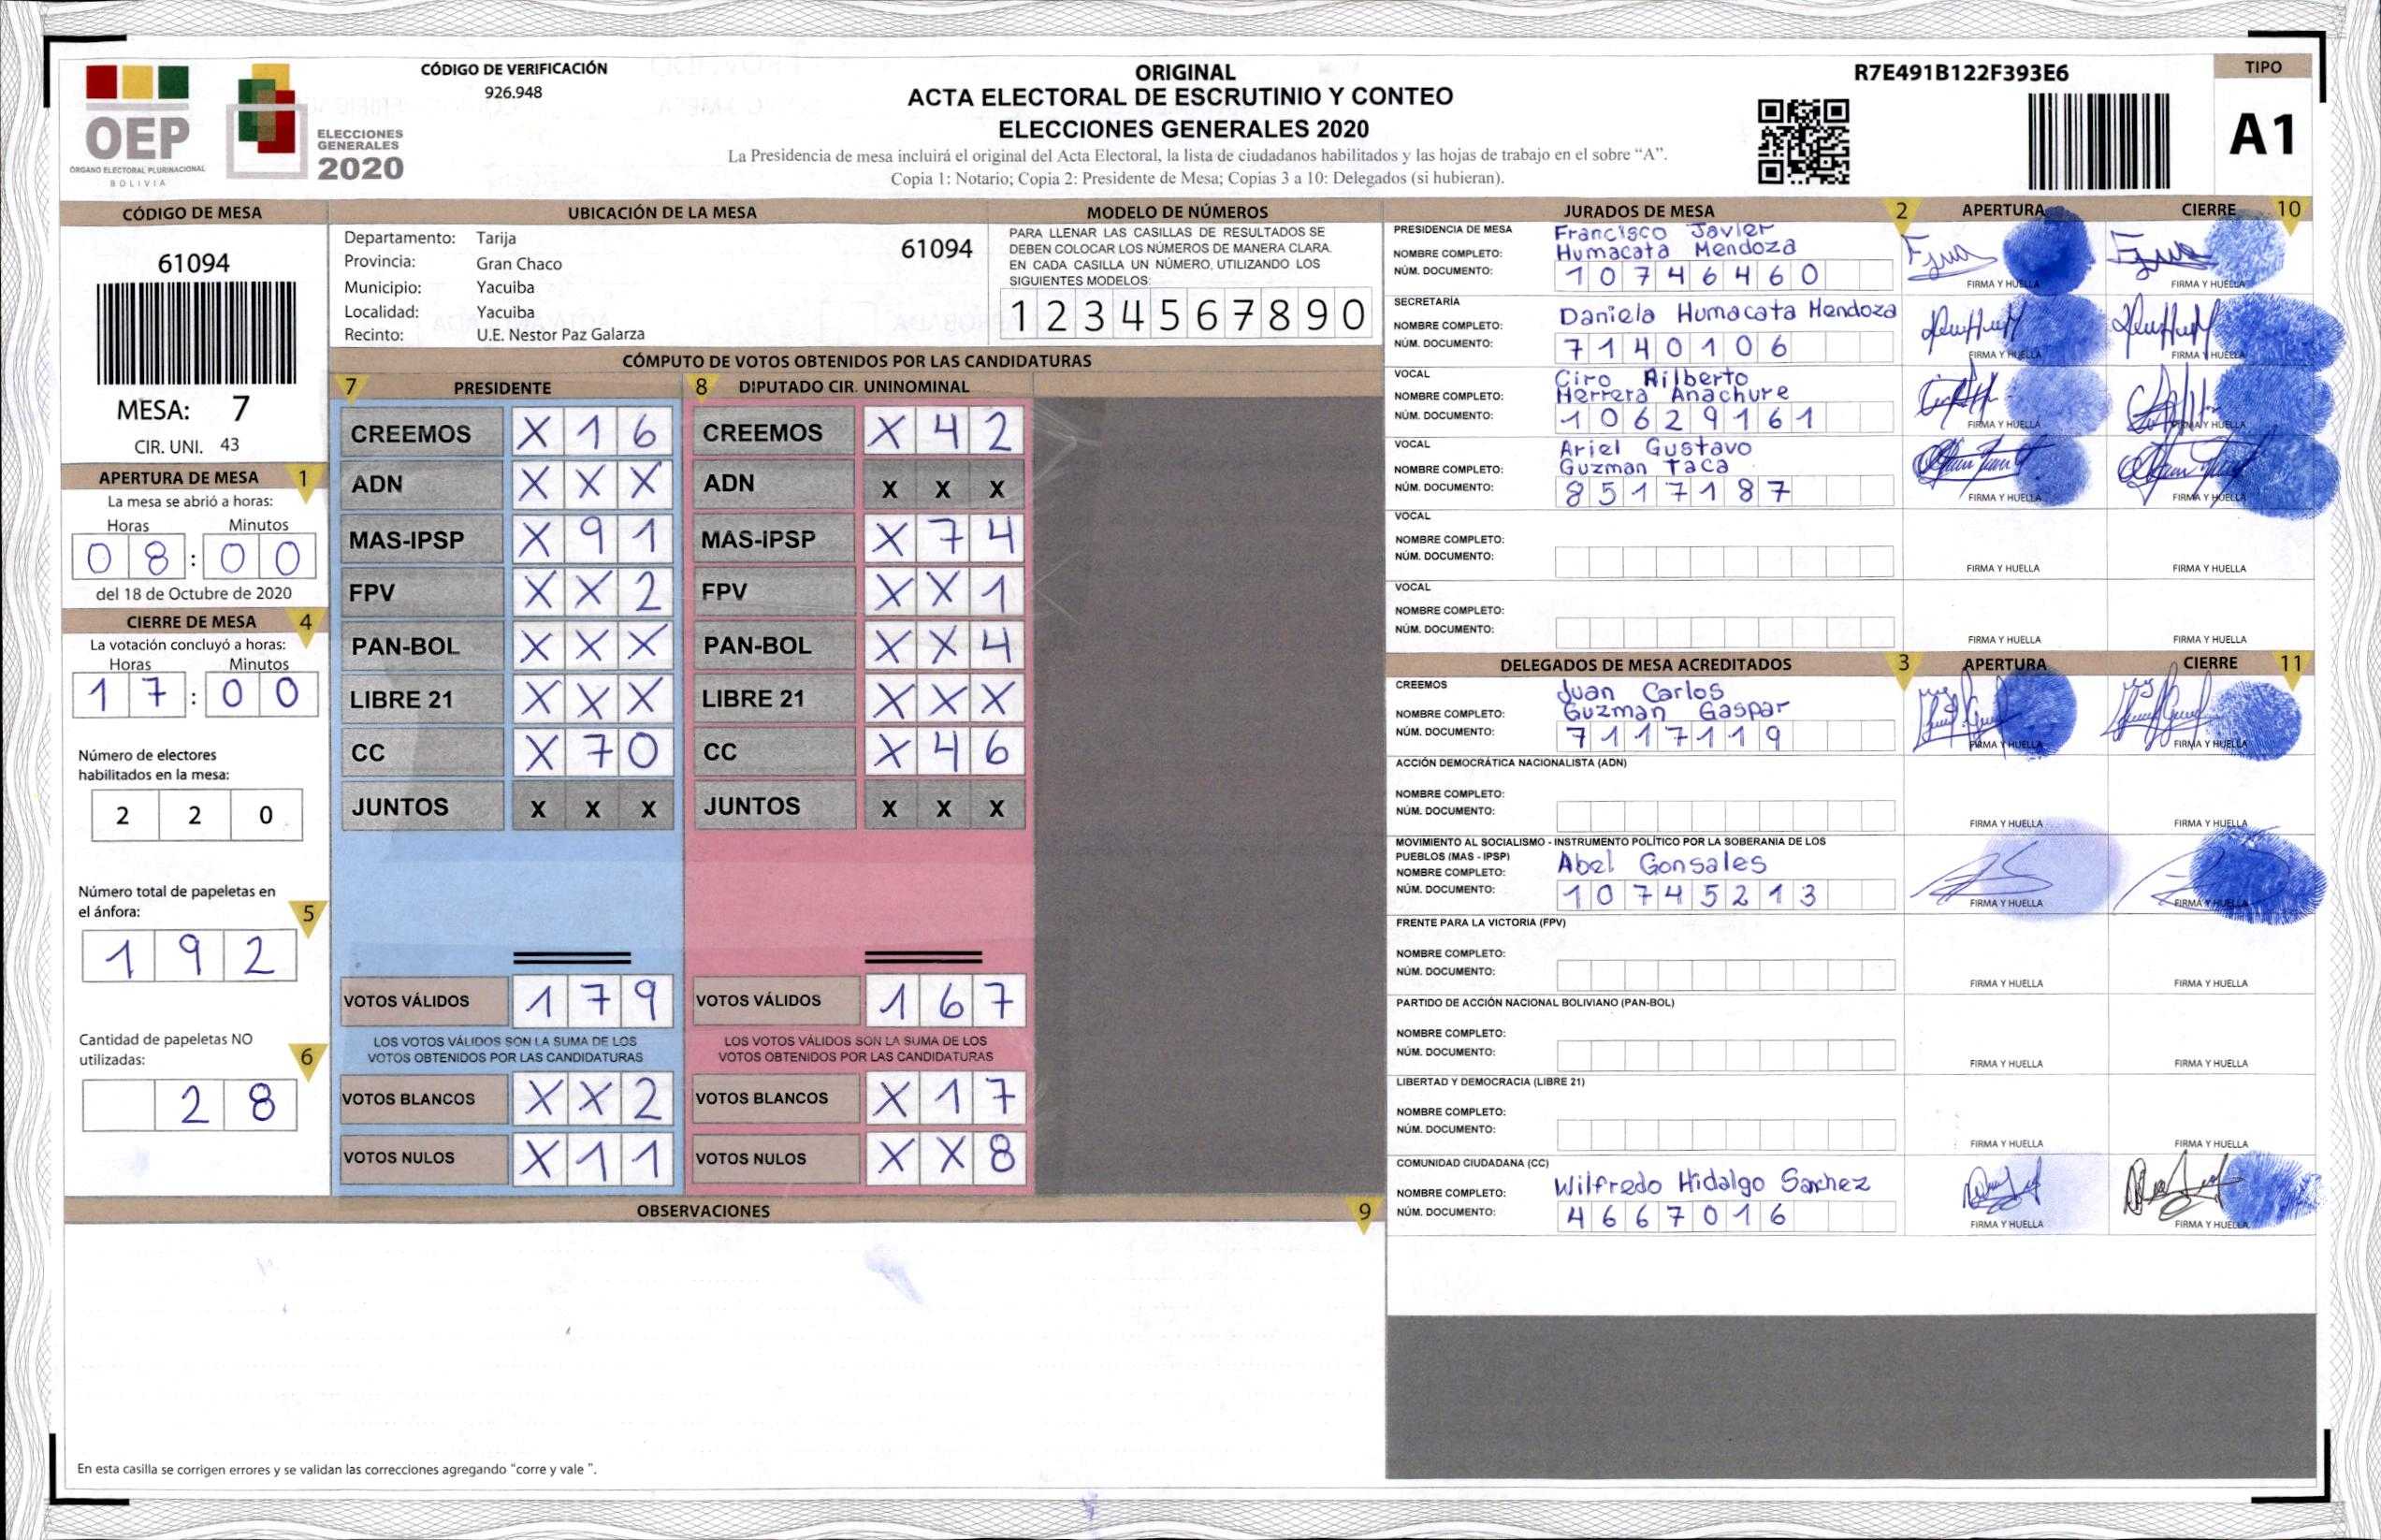 OEP
ÓRGANO ELECTORAL PLURINACIONAL
BOLIVIA
ELECCIONES
GENERALES
2020
CÓDIGO DE VERIFICACIÓN
926.948
ORIGINAL
ACTA ELECTORAL DE ESCRUTINIO Y CONTEO
ELECCIONES GENERALES 2020
La Presidencia de mesa incluirá el original del Acta Electoral, la lista de ciudadanos habilitados y las hojas de trabajo en el sobre “A”.
Copia 1: Notario; Copia 2: Presidente de Mesa; Copias 3 a 10: Delegados (si hubieran).
R7E491B122F393E6
TIPO
A1
CÓDIGO DE MESA
61094
MESA: 7
CIR. UNI. 43
APERTURA DE MESA 1
La mesa se abrió a horas:
Horas Minutos
0 8 : 0 0
del 18 de Octubre de 2020
CIERRE DE MESA 4
La votación concluyó a horas:
Horas Minutos
1 7 : 0 0
Número de electores
habilitados en la mesa:
2 2 0
Número total de papeletas en
el ánfora: 5
1 9 2
Cantidad de papeletas NO
utilizadas: 6
2 8
UBICACIÓN DE LA MESA
Departamento: Tarija
61094
Provincia: Gran Chaco
Municipio: Yacuiba
Localidad: Yacuiba
Recinto: U.E. Nestor Paz Galarza
MODELO DE NÚMEROS
PARA LLENAR LAS CASILLAS DE RESULTADOS SE
DEBEN COLOCAR LOS NÚMEROS DE MANERA CLARA.
EN CADA CASILLA UN NÚMERO, UTILIZANDO LOS
SIGUIENTES MODELOS:
1 2 3 4 5 6 7 8 9 0
CÓMPUTO DE VOTOS OBTENIDOS POR LAS CANDIDATURAS
7 PRESIDENTE 8 DIPUTADO CIR. UNINOMINAL
CREEMOS X 1 6 CREEMOS X 4 2
ADN X X X ADN X X X
MAS-IPSP X 9 1 MAS-IPSP X 7 4
FPV X X 2 FPV X X 1
PAN-BOL X X X PAN-BOL X X 4
LIBRE 21 X X X LIBRE 21 X X X
CC X 7 0 CC X 4 6
JUNTOS X X X JUNTOS X X X
VOTOS VÁLIDOS 1 7 9 VOTOS VÁLIDOS 1 6 7
LOS VOTOS VÁLIDOS SON LA SUMA DE LOS LOS VOTOS VÁLIDOS SON LA SUMA DE LOS
VOTOS OBTENIDOS POR LAS CANDIDATURAS VOTOS OBTENIDOS POR LAS CANDIDATURAS
VOTOS BLANCOS X X 2 VOTOS BLANCOS X 1 7
VOTOS NULOS X 1 1 VOTOS NULOS X X 8
OBSERVACIONES 9
En esta casilla se corrigen errores y se validan las correcciones agregando “corre y vale ”.
JURADOS DE MESA 2 APERTURA CIERRE 10
PRESIDENCIA DE MESA Francisco Javier
NOMBRE COMPLETO: Humacata Mendoza
NÚM. DOCUMENTO: 1 0 7 4 6 4 6 0
FIRMA Y HUELLA FIRMA Y HUELLA
SECRETARÍA
NOMBRE COMPLETO: Daniela Humacata Mendoza
NÚM. DOCUMENTO: 7 1 4 0 1 0 6
FIRMA Y HUELLA FIRMA Y HUELLA
VOCAL Ciro Ailberto
NOMBRE COMPLETO: Herrera Anachure
NÚM. DOCUMENTO: 1 0 6 2 9 1 6 1
FIRMA Y HUELLA FIRMA Y HUELLA
VOCAL Ariel Gustavo
NOMBRE COMPLETO: Guzman Taca
NÚM. DOCUMENTO: 8 5 1 7 1 8 7
FIRMA Y HUELLA FIRMA Y HUELLA
VOCAL
NOMBRE COMPLETO:
NÚM. DOCUMENTO:
FIRMA Y HUELLA FIRMA Y HUELLA
VOCAL
NOMBRE COMPLETO:
NÚM. DOCUMENTO:
FIRMA Y HUELLA FIRMA Y HUELLA
DELEGADOS DE MESA ACREDITADOS 3 APERTURA CIERRE 11
CREEMOS Juan Carlos
NOMBRE COMPLETO: Guzman Gaspar
NÚM. DOCUMENTO: 7 1 1 7 1 1 9
FIRMA Y HUELLA FIRMA Y HUELLA
ACCIÓN DEMOCRÁTICA NACIONALISTA (ADN)
NOMBRE COMPLETO:
NÚM. DOCUMENTO:
FIRMA Y HUELLA FIRMA Y HUELLA
MOVIMIENTO AL SOCIALISMO - INSTRUMENTO POLÍTICO POR LA SOBERANIA DE LOS
PUEBLOS (MAS - IPSP) Abel Gonsales
NOMBRE COMPLETO:
NÚM. DOCUMENTO: 1 0 7 4 5 2 1 3
FIRMA Y HUELLA FIRMA Y HUELLA
FRENTE PARA LA VICTORIA (FPV)
NOMBRE COMPLETO:
NÚM. DOCUMENTO:
FIRMA Y HUELLA FIRMA Y HUELLA
PARTIDO DE ACCIÓN NACIONAL BOLIVIANO (PAN-BOL)
NOMBRE COMPLETO:
NÚM. DOCUMENTO:
FIRMA Y HUELLA FIRMA Y HUELLA
LIBERTAD Y DEMOCRACIA (LIBRE 21)
NOMBRE COMPLETO:
NÚM. DOCUMENTO:
FIRMA Y HUELLA FIRMA Y HUELLA
COMUNIDAD CIUDADANA (CC)
NOMBRE COMPLETO: Wilfredo Hidalgo Sanchez
NÚM. DOCUMENTO: 4 6 6 7 0 1 6
FIRMA Y HUELLA FIRMA Y HUELLA